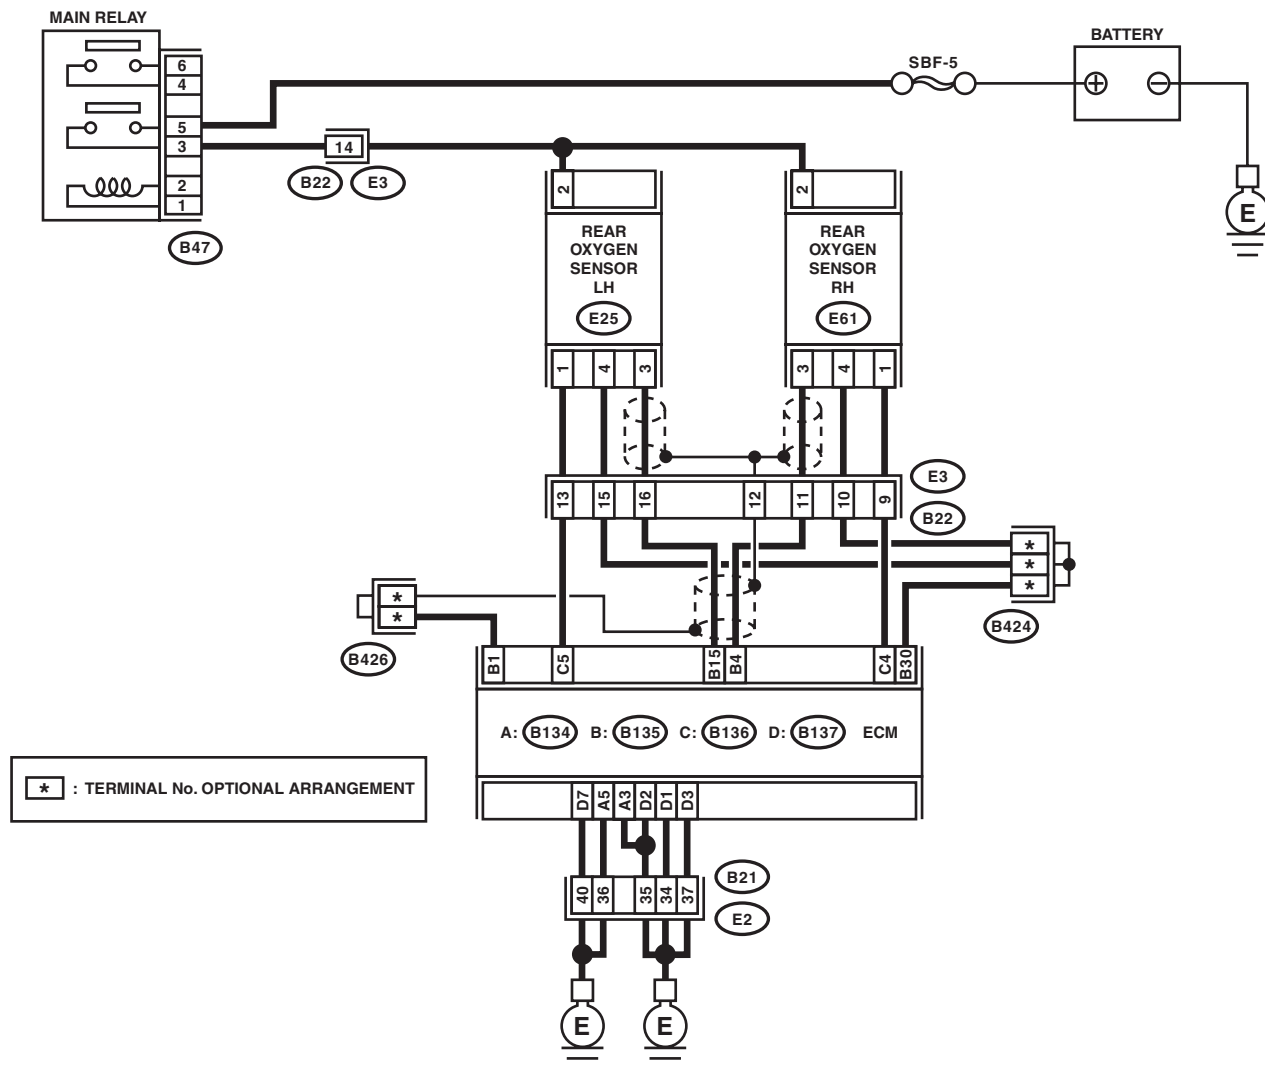 MAIN RELAY
BATTERY
SBF-5
6
4
5
3
2
1
14
B22
E3
B47
E
2
2
REAR
OXYGEN
SENSOR
LH
E25
REAR
OXYGEN
SENSOR
RH
E61
1 4 3
3 4 1
E3
13 15 16 12 11 10 9
B22
*
*
*
B424
*
*
B426
B1 C5 B15 B4 C4 B30
A: B134 B: B135 C: B136 D: B137 ECM
* : TERMINAL No. OPTIONAL ARRANGEMENT
D7 A5 A3 D2 D1 D3
B21
40 36 35 34 37
E2
E E